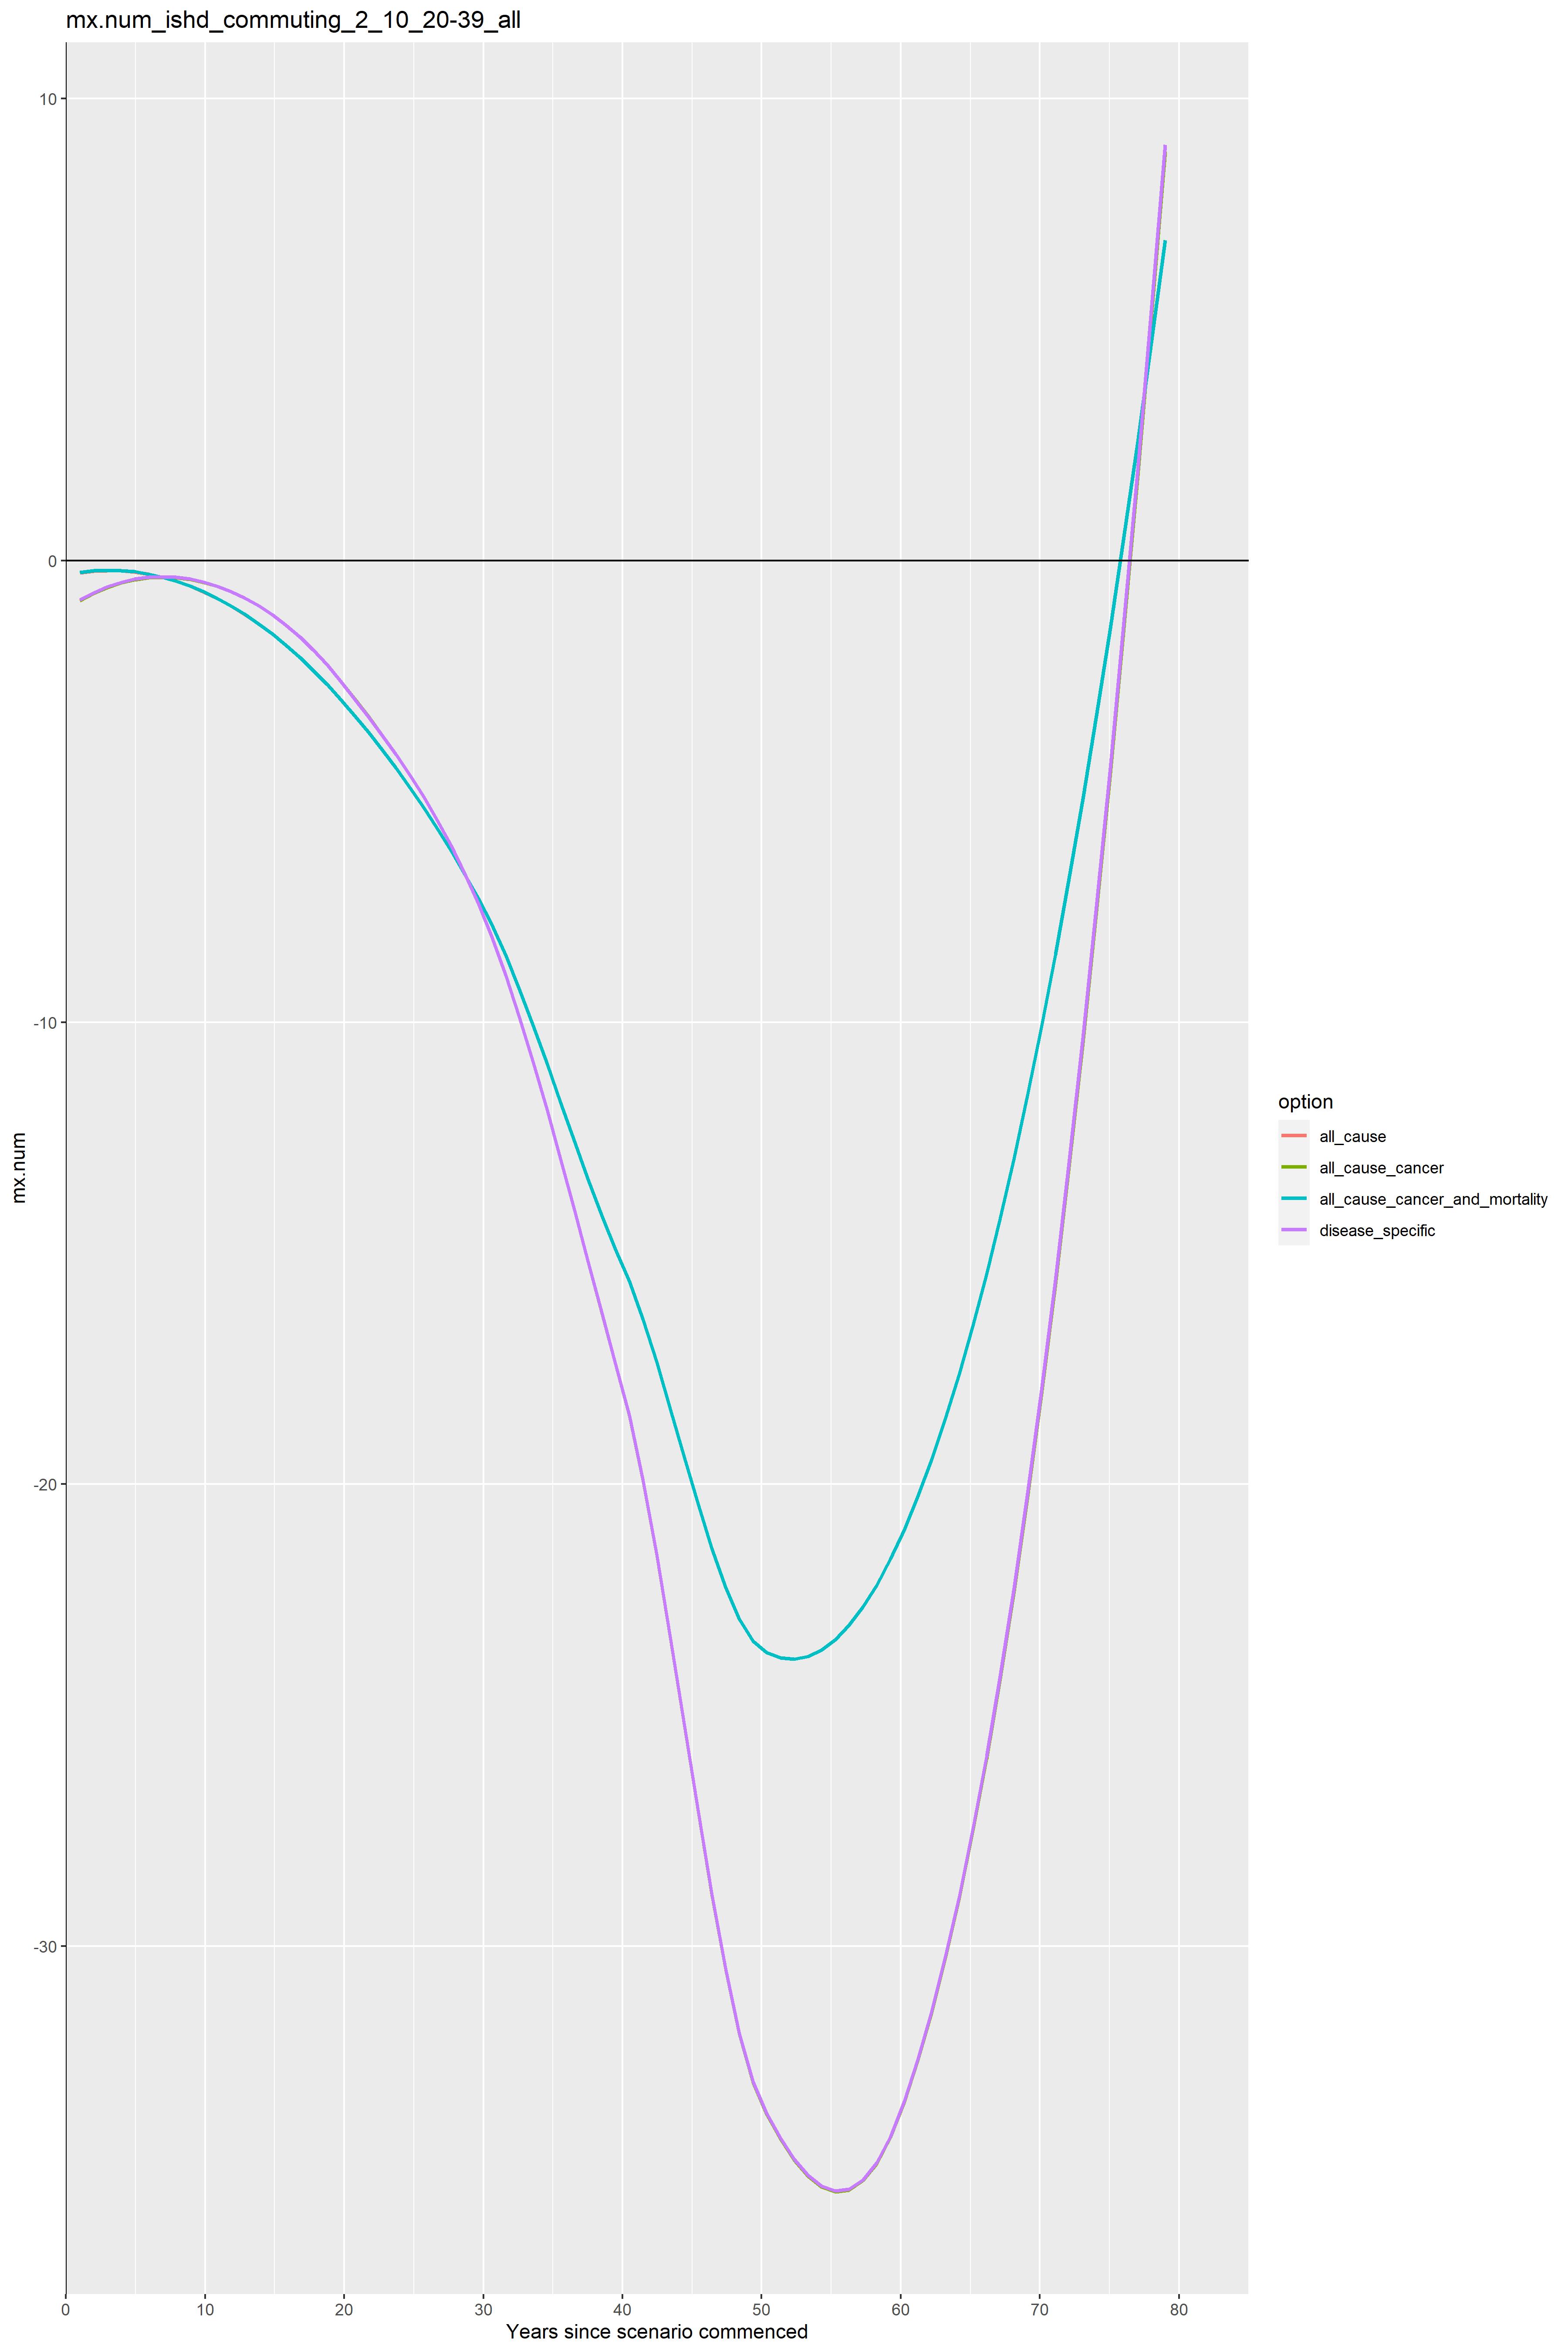 mx.num_ishd_commuting_2_10_20-39_all
10
0
-10
-20
-30
mx.num
0 10 20 30 40 50 60 70 80
Years since scenario commenced
option
all_cause
all_cause_cancer
all_cause_cancer_and_mortality
disease_specific